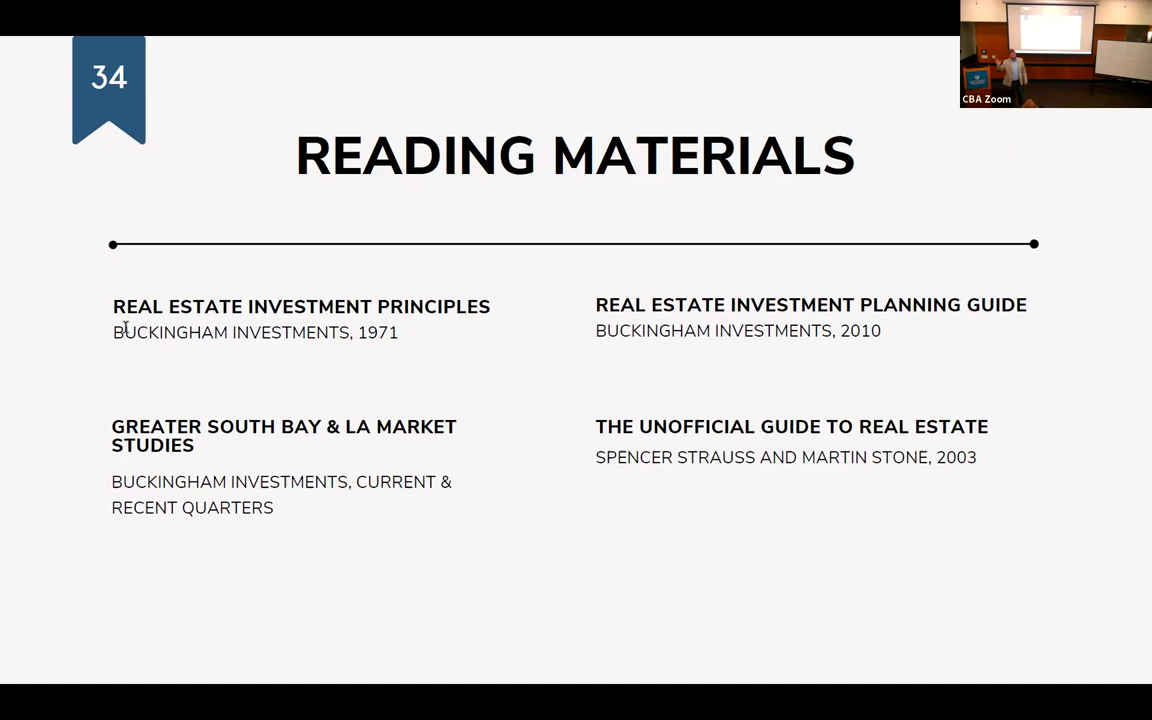 34
CBA Zoom
READING MATERIALS
REAL ESTATE INVESTMENT PRINCIPLES
BUCKINGHAM INVESTMENTS, 1971
REAL ESTATE INVESTMENT PLANNING GUIDE
BUCKINGHAM INVESTMENTS, 2010
GREATER SOUTH BAY & LA MARKET
STUDIES
BUCKINGHAM INVESTMENTS, CURRENT &
RECENT QUARTERS
THE UNOFFICIAL GUIDE TO REAL ESTATE
SPENCER STRAUSS AND MARTIN STONE, 2003